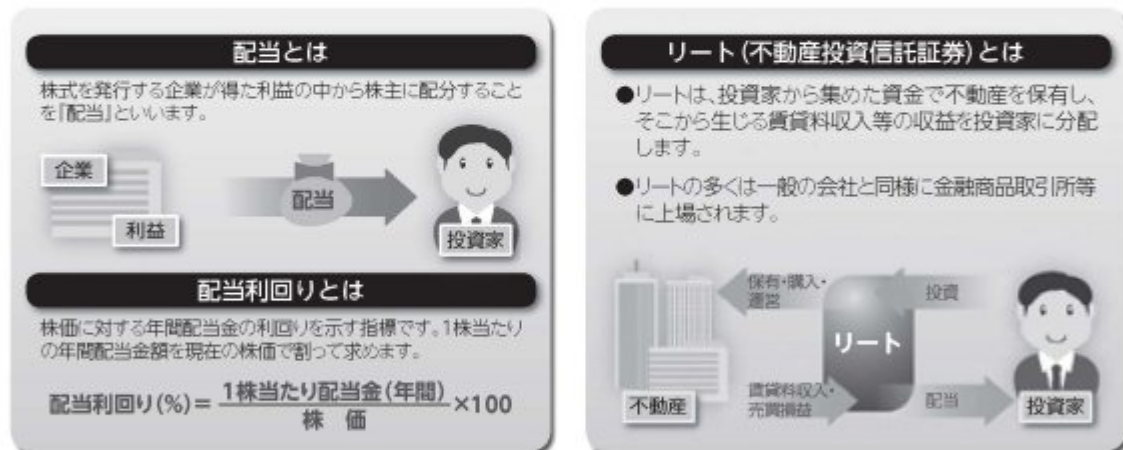 配当とは
株式を発行する企業が得た利益の中から株主に配分すること
を「配当」といいます。
企業
利益
配当
投資家
配当利回りとは
株価に対する年間配当金の利回りを示す指標です。1株当たり
の年間配当金額を現在の株価で割って求めます。
配当利回り(%)=1株当たり配当金(年間)
株 価
×100
リート(不動産投資信託証券)とは
●リートは、投資家から集めた資金で不動産を保有し、
そこから生じる賃貸料収入等の収益を投資家に分配
します。
●リートの多くは一般の会社と同様に金融商品取引所等
に上場されます。
保有・購入・
運営
投資
リート
賃貸料収入・
売買損益
配当
不動産
投資家